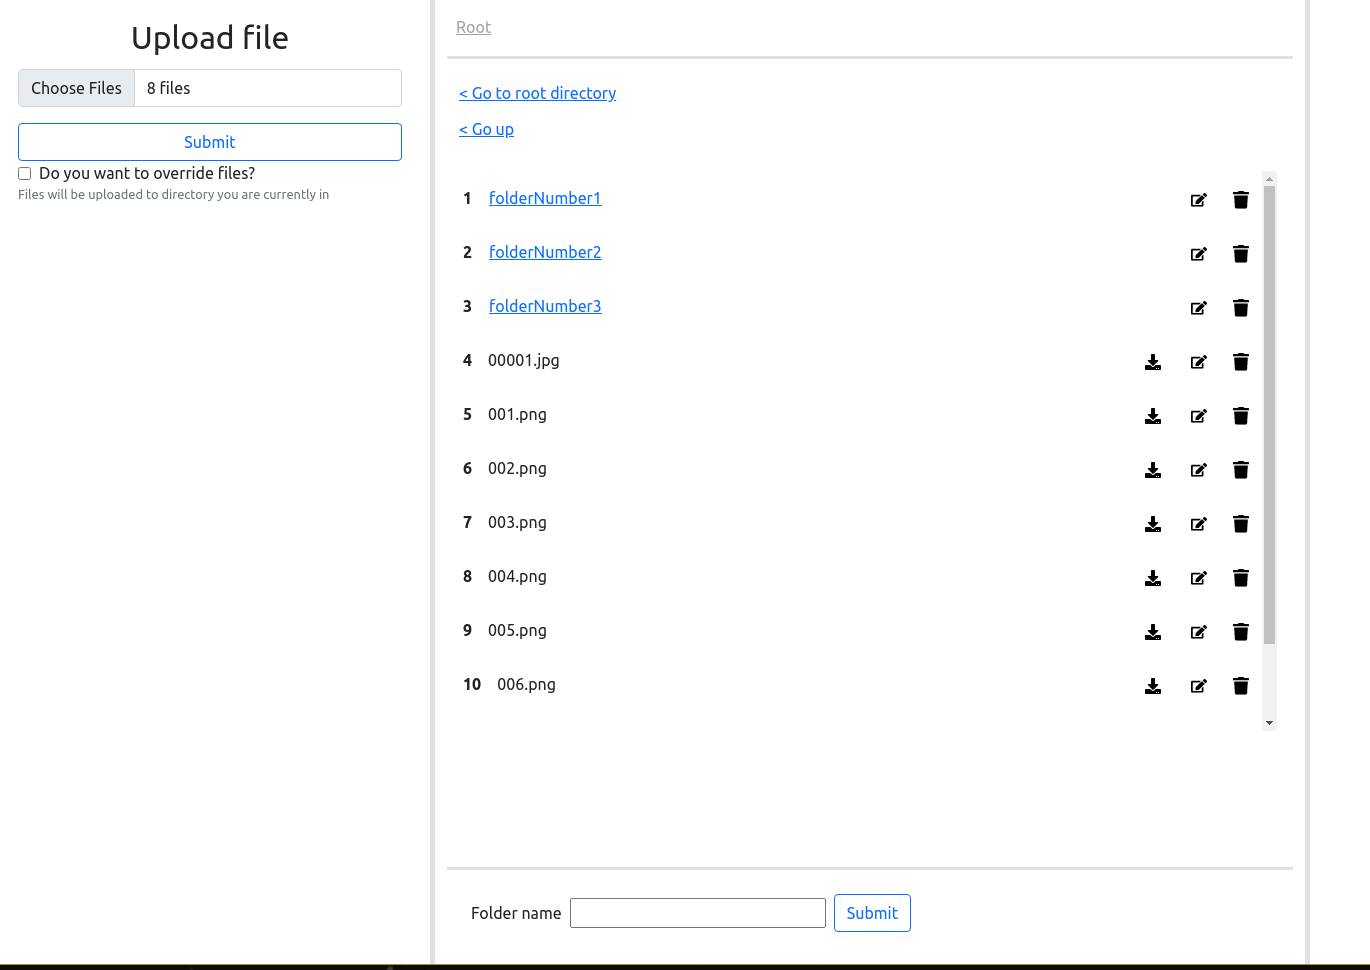 Upload file
Choose Files 8 files
Submit
Do you want to override files?
Files will be uploaded to directory you are currently in
Root
< Go to root directory
< Go up
1 folderNumber1
2 folderNumber2
3 folderNumber3
4 00001.jpg
5 001.png
6 002.png
7 003.png
8 004.png
9 005.png
10 006.png
Folder name Submit